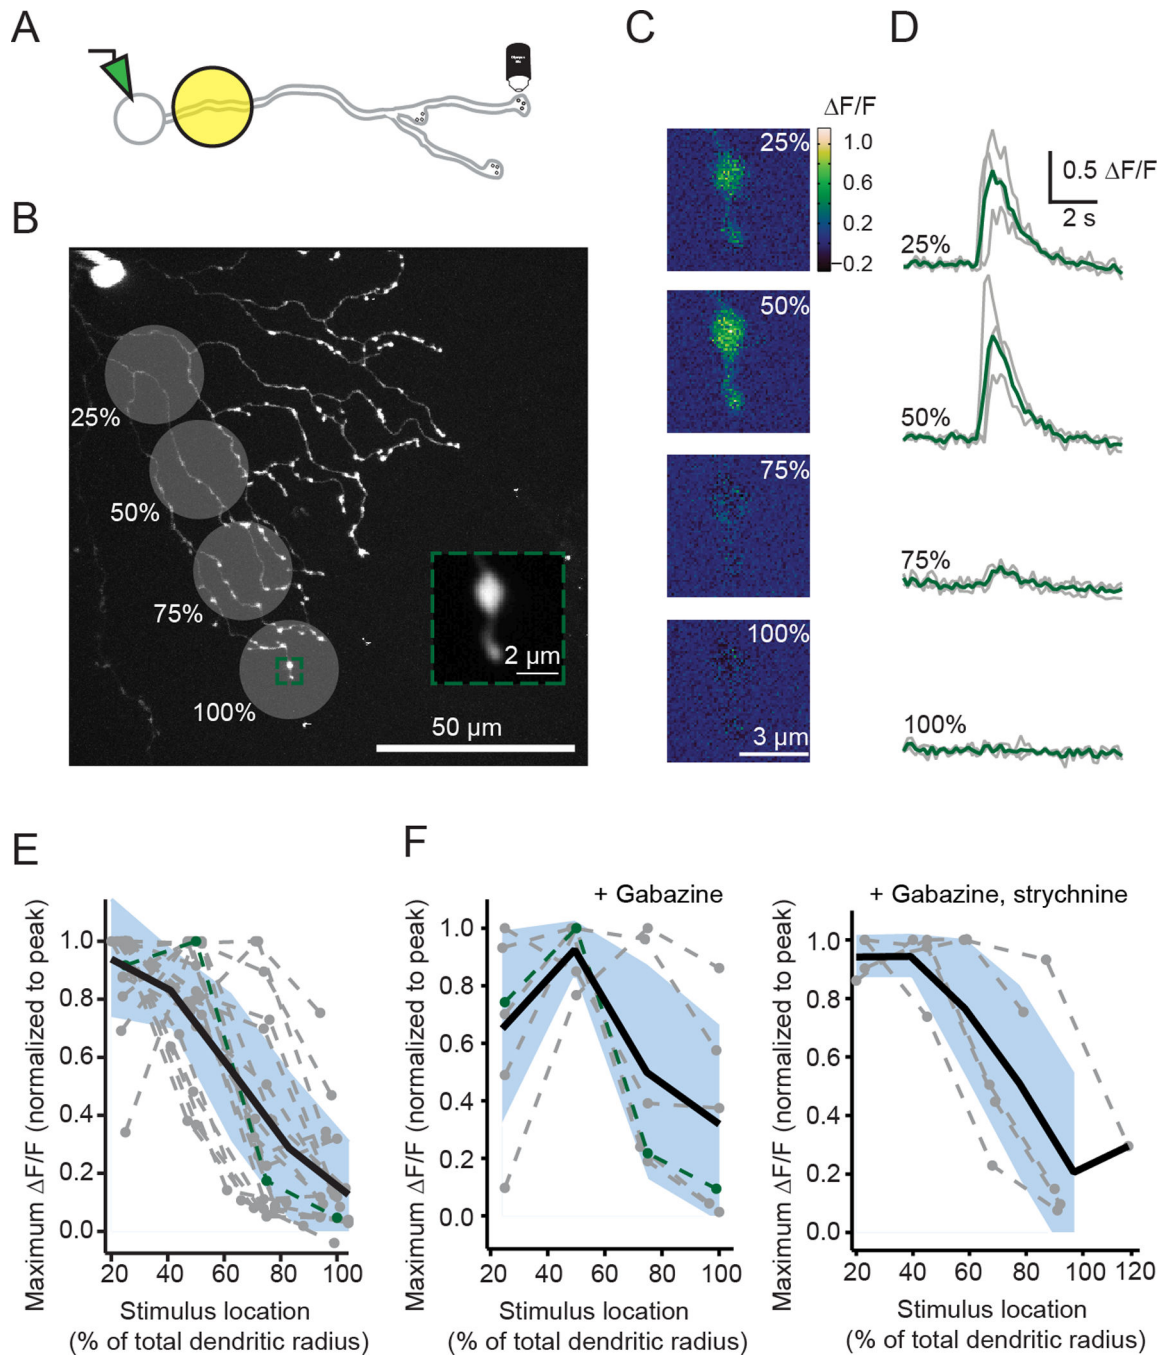 A
B
25%
50%
75%
100%
2 µm
50 µm
C
ΔF/F
25%
1.0
0.6
0.2
−0.2
50%
75%
100%
3 µm
D
0.5 ΔF/F
2 s
25%
50%
75%
100%
E
Maximum ΔF/F (normalized to peak)
1.0
0.8
0.6
0.4
0.2
0.0
20 40 60 80 100
Stimulus location
(% of total dendritic radius)
F
+ Gabazine
Maximum ΔF/F (normalized to peak)
1.0
0.8
0.6
0.4
0.2
0.0
20 40 60 80 100
Stimulus location
(% of total dendritic radius)
+ Gabazine, strychnine
Maximum ΔF/F (normalized to peak)
1.0
0.8
0.6
0.4
0.2
0.0
20 40 60 80 100 120
Stimulus location
(% of total dendritic radius)